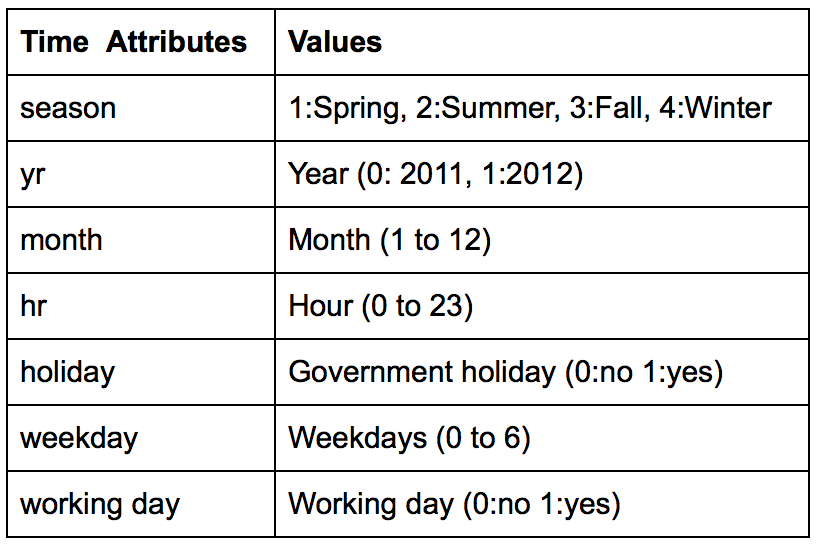 Time Attributes Values
season 1:Spring, 2:Summer, 3:Fall, 4:Winter
yr Year (0: 2011, 1:2012)
month Month (1 to 12)
hr Hour (0 to 23)
holiday Government holiday (0:no 1:yes)
weekday Weekdays (0 to 6)
working day Working day (0:no 1:yes)